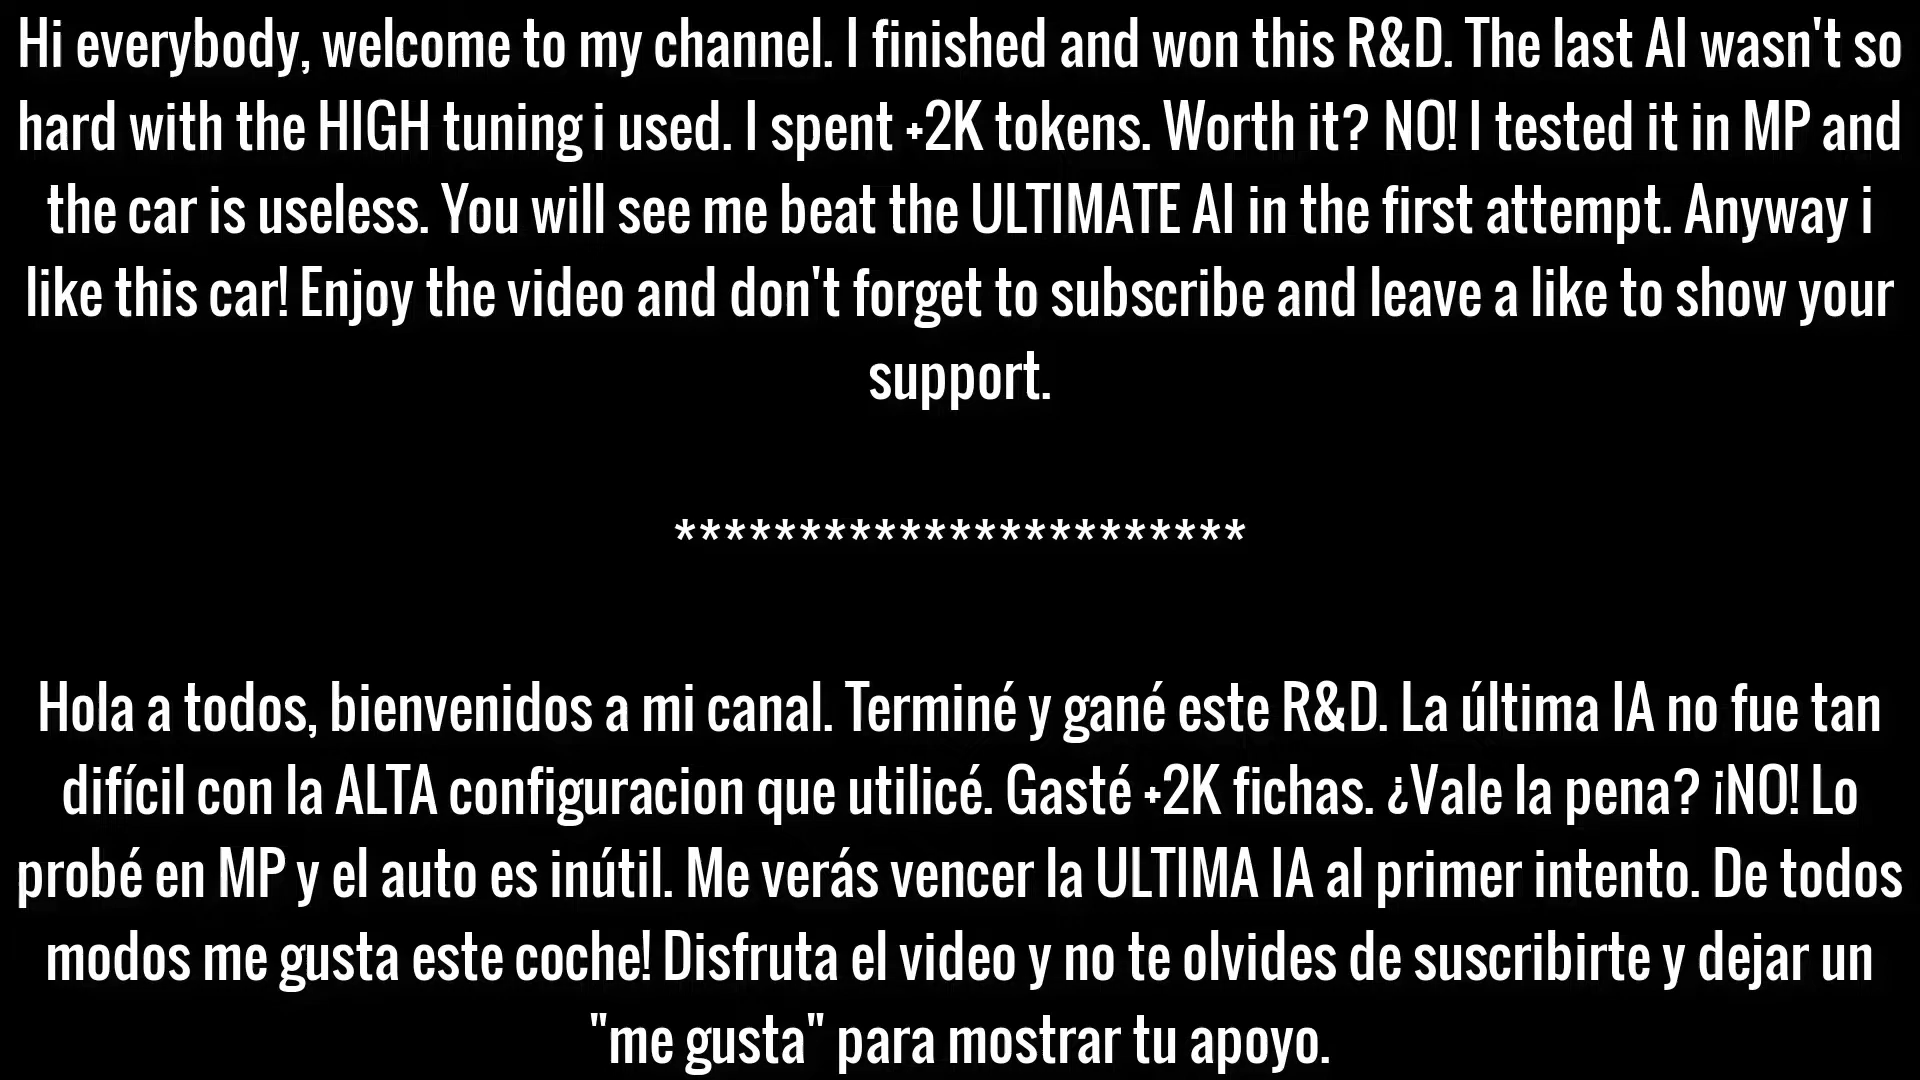 Hi everybody, welcome to my channel. I finished and won this R&D. The last AI wasn't so
hard with the HIGH tuning i used. I spent +2K tokens. Worth it? NO! I tested it in MP and
the car is useless. You will see me beat the ULTIMATE AI in the first attempt. Anyway i
like this car! Enjoy the video and don't forget to subscribe and leave a like to show your
support.
***********************
Hola a todos, bienvenidos a mi canal. Terminé y gané este R&D. La última IA no fue tan
difícil con la ALTA configuracion que utilicé. Gasté +2K fichas. ¿Vale la pena? ¡NO! Lo
probé en MP y el auto es inútil. Me verás vencer la ULTIMA IA al primer intento. De todos
modos me gusta este coche! Disfruta el video y no te olvides de suscribirte y dejar un
"me gusta" para mostrar tu apoyo.